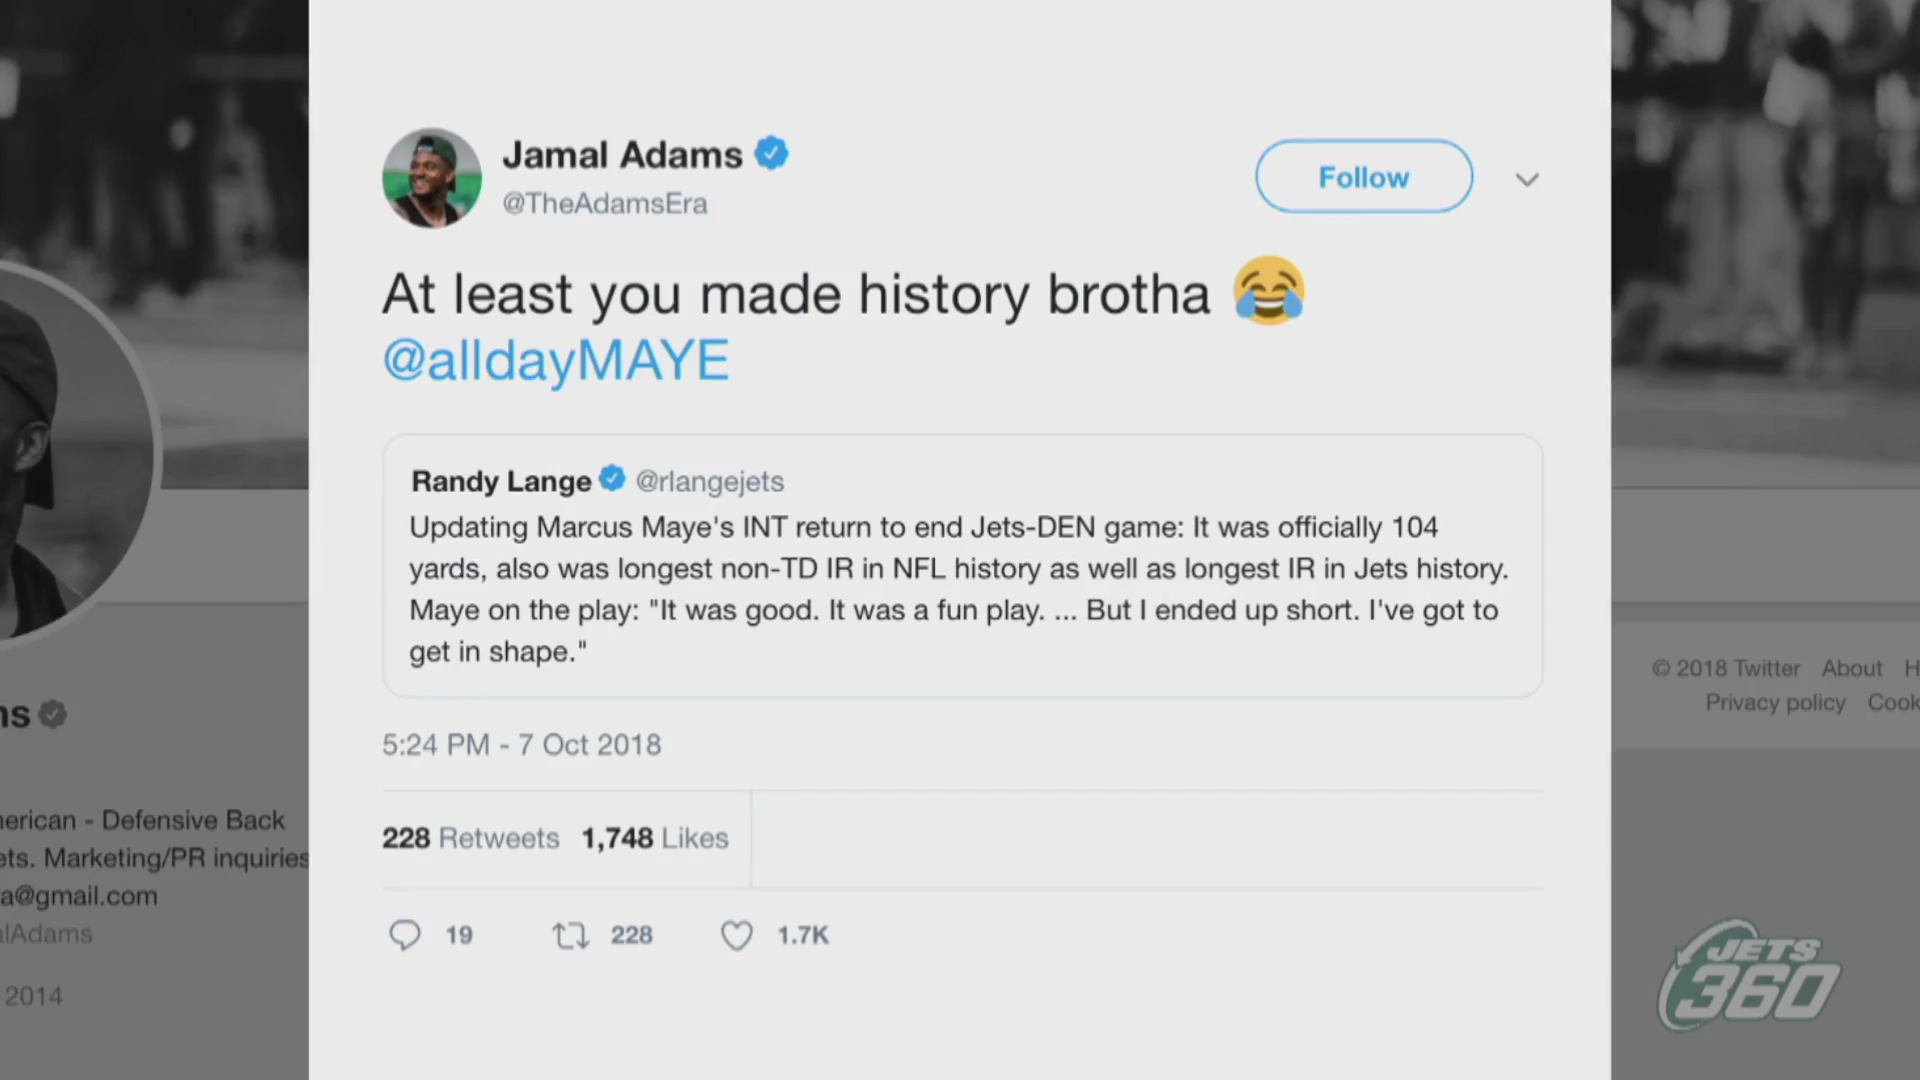 Jamal Adams
@TheAdamsEra
Follow
At least you made history brotha 😂
@alldayMAYE
Randy Lange @rlangejets
Updating Marcus Maye's INT return to end Jets-DEN game: It was officially 104
yards, also was longest non-TD IR in NFL history as well as longest IR in Jets history.
Maye on the play: "It was good. It was a fun play. ... But I ended up short. I've got to
get in shape."
5:24 PM - 7 Oct 2018
228 Retweets 1,748 Likes
19 228 1.7K
ns
erican - Defensive Back
ets. Marketing/PR inquiries
a@gmail.com
lAdams
2014
© 2018 Twitter About H
Privacy policy Cook
JETS
360